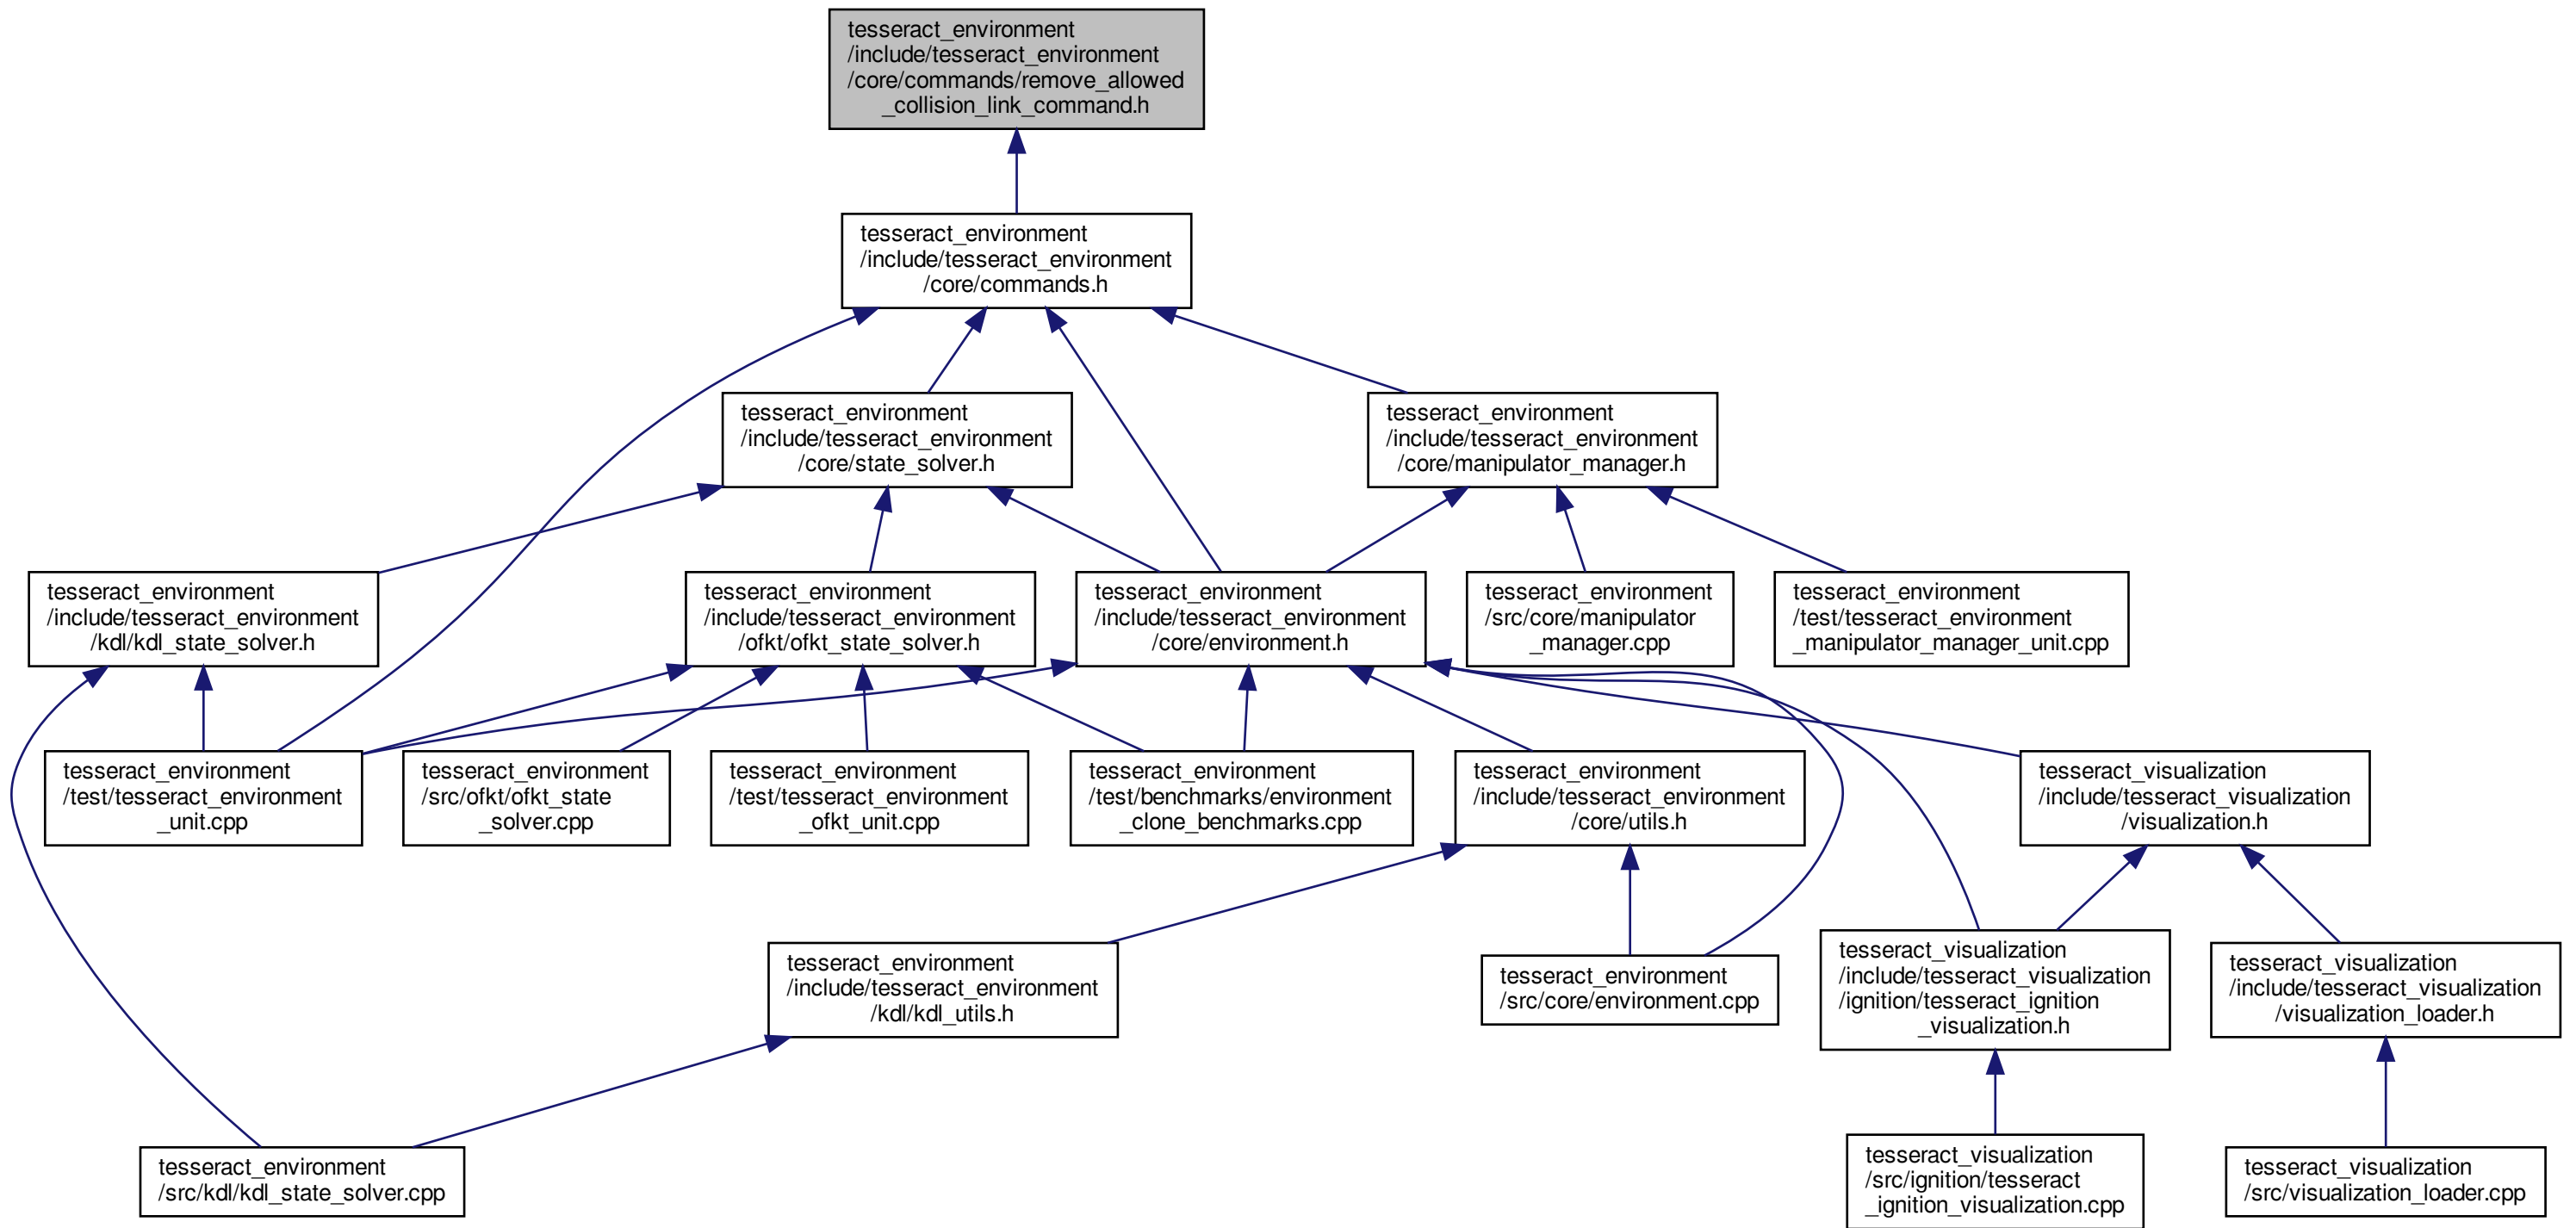 tesseract_environment
/include/tesseract_environment
/core/commands/remove_allowed
_collision_link_command.h
tesseract_environment
/include/tesseract_environment
/core/commands.h
tesseract_environment
/include/tesseract_environment
/core/state_solver.h
tesseract_environment
/include/tesseract_environment
/core/manipulator_manager.h
tesseract_environment
/include/tesseract_environment
/kdl/kdl_state_solver.h
tesseract_environment
/include/tesseract_environment
/ofkt/ofkt_state_solver.h
tesseract_environment
/include/tesseract_environment
/core/environment.h
tesseract_environment
/src/core/manipulator
_manager.cpp
tesseract_environment
/test/tesseract_environment
_manipulator_manager_unit.cpp
tesseract_environment
/test/tesseract_environment
_unit.cpp
tesseract_environment
/src/ofkt/ofkt_state
_solver.cpp
tesseract_environment
/test/tesseract_environment
_ofkt_unit.cpp
tesseract_environment
/test/benchmarks/environment
_clone_benchmarks.cpp
tesseract_environment
/include/tesseract_environment
/core/utils.h
tesseract_visualization
/include/tesseract_visualization
/visualization.h
tesseract_environment
/include/tesseract_environment
/kdl/kdl_utils.h
tesseract_environment
/src/core/environment.cpp
tesseract_visualization
/include/tesseract_visualization
/ignition/tesseract_ignition
_visualization.h
tesseract_visualization
/include/tesseract_visualization
/visualization_loader.h
tesseract_environment
/src/kdl/kdl_state_solver.cpp
tesseract_visualization
/src/ignition/tesseract
_ignition_visualization.cpp
tesseract_visualization
/src/visualization_loader.cpp